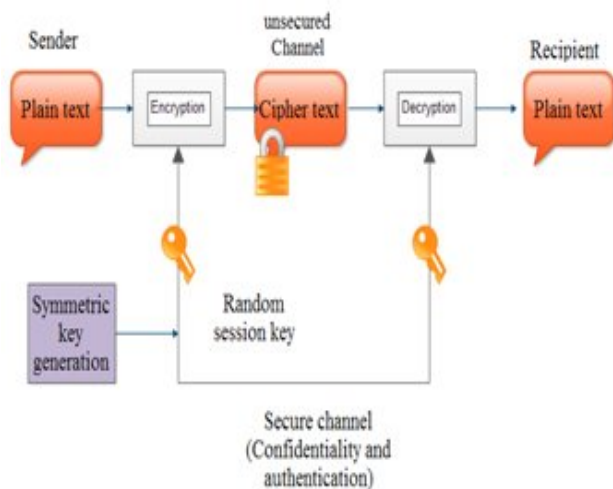 Sender
unsecured
Channel
Recipient
Plain text
Encryption
Cipher text
Decryption
Plain text
Symmetric
key
generation
Random
session key
Secure channel
(Confidentiality and
authentication)